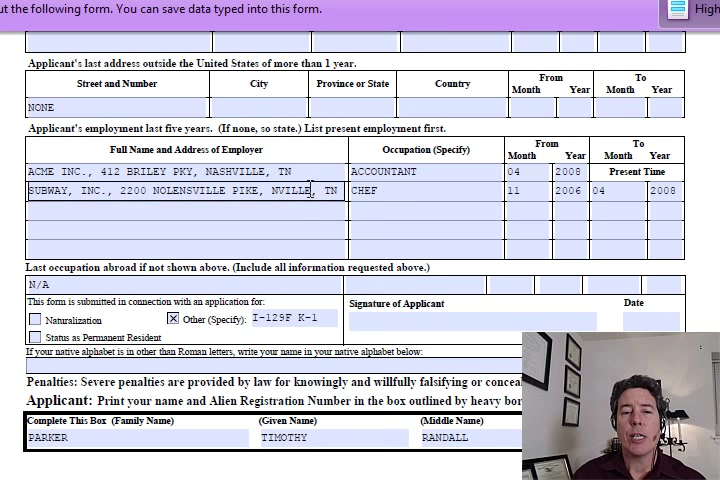 ut the following form. You can save data typed into this form.
High
Applicant's last address outside the United States of more than 1 year.
Street and Number City Province or State Country From Month Year To Month Year
NONE
Applicant's employment last five years. (If none, so state.) List present employment first.
Full Name and Address of Employer Occupation (Specify) From Month Year To Month Year
ACME INC., 412 BRILEY PKY, NASHVILLE, TN ACCOUNTANT 04 2008 Present Time
SUBWAY, INC., 2200 NOLENSVILLE PIKE, NVILLE, TN CHEF 11 2006 04 2008
Last occupation abroad if not shown above. (Include all information requested above.)
N/A
This form is submitted in connection with an application for: Signature of Applicant Date
Naturalization X Other (Specify): I-129F K-1
Status as Permanent Resident
If your native alphabet is in other than Roman letters, write your name in your native alphabet below:
Penalties: Severe penalties are provided by law for knowingly and willfully falsifying or concea
Applicant: Print your name and Alien Registration Number in the box outlined by heavy bor
Complete This Box (Family Name) (Given Name) (Middle Name)
PARKER TIMOTHY RANDALL